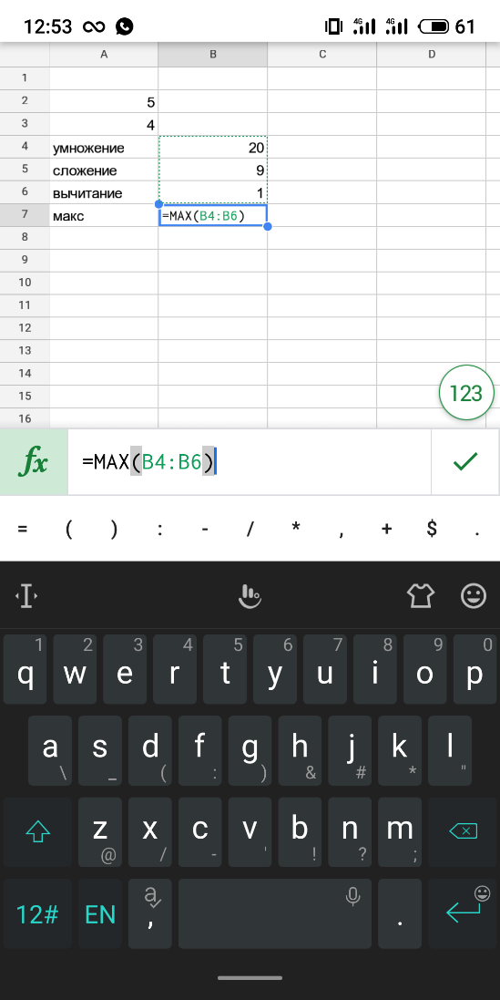 12:53 4G 4G 61
A B C D
1
2 5
3 4
4 умножение 20
5 сложение 9
6 вычитание 1
7 макс =MAX(B4:B6)
8
9
10
11
12
13
14
15
16
123
fx =MAX(B4:B6)
= ( ) : - / * , + $ .
1 2 3 4 5 6 7 8 9 0
q w e r t y u i o p
a s d f g h j k l
\ _ ( : ) & # * "
z x c v b n m
@ / - ' ! ? ;
a
12# EN , .